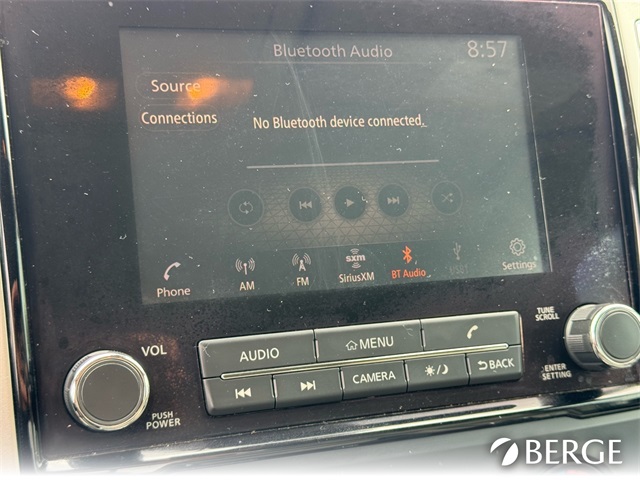 Bluetooth Audio
8:57
Source
Connections
No Bluetooth device connected.
Phone
AM
FM
sxm
SiriusXM
BT Audio
USB1
Settings
VOL
PUSH
POWER
AUDIO
MENU
CAMERA
BACK
TUNE
SCROLL
ENTER
SETTING
BERGE